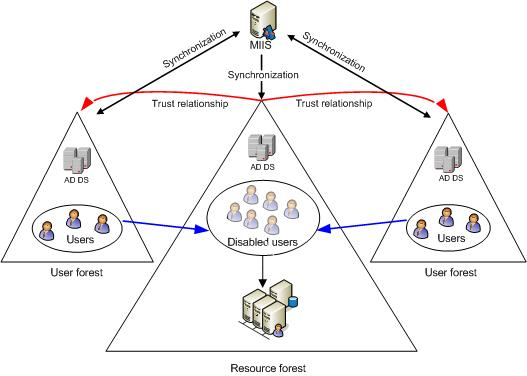 MIIS
Synchronization
Synchronization
Synchronization
Trust relationship
Trust relationship
AD DS
AD DS
AD DS
Users
Disabled users
Users
User forest
User forest
Resource forest